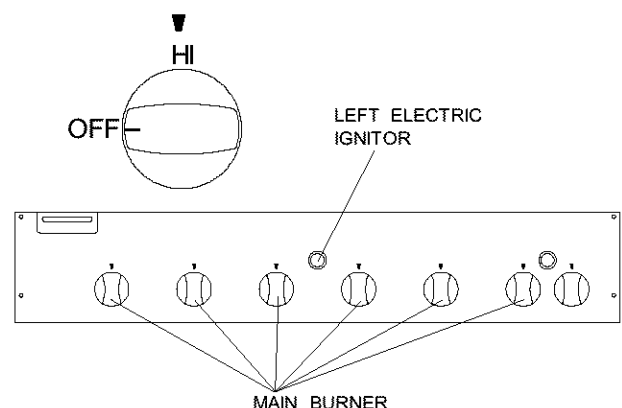 HI
OFF
LEFT ELECTRIC
IGNITOR
MAIN BURNER